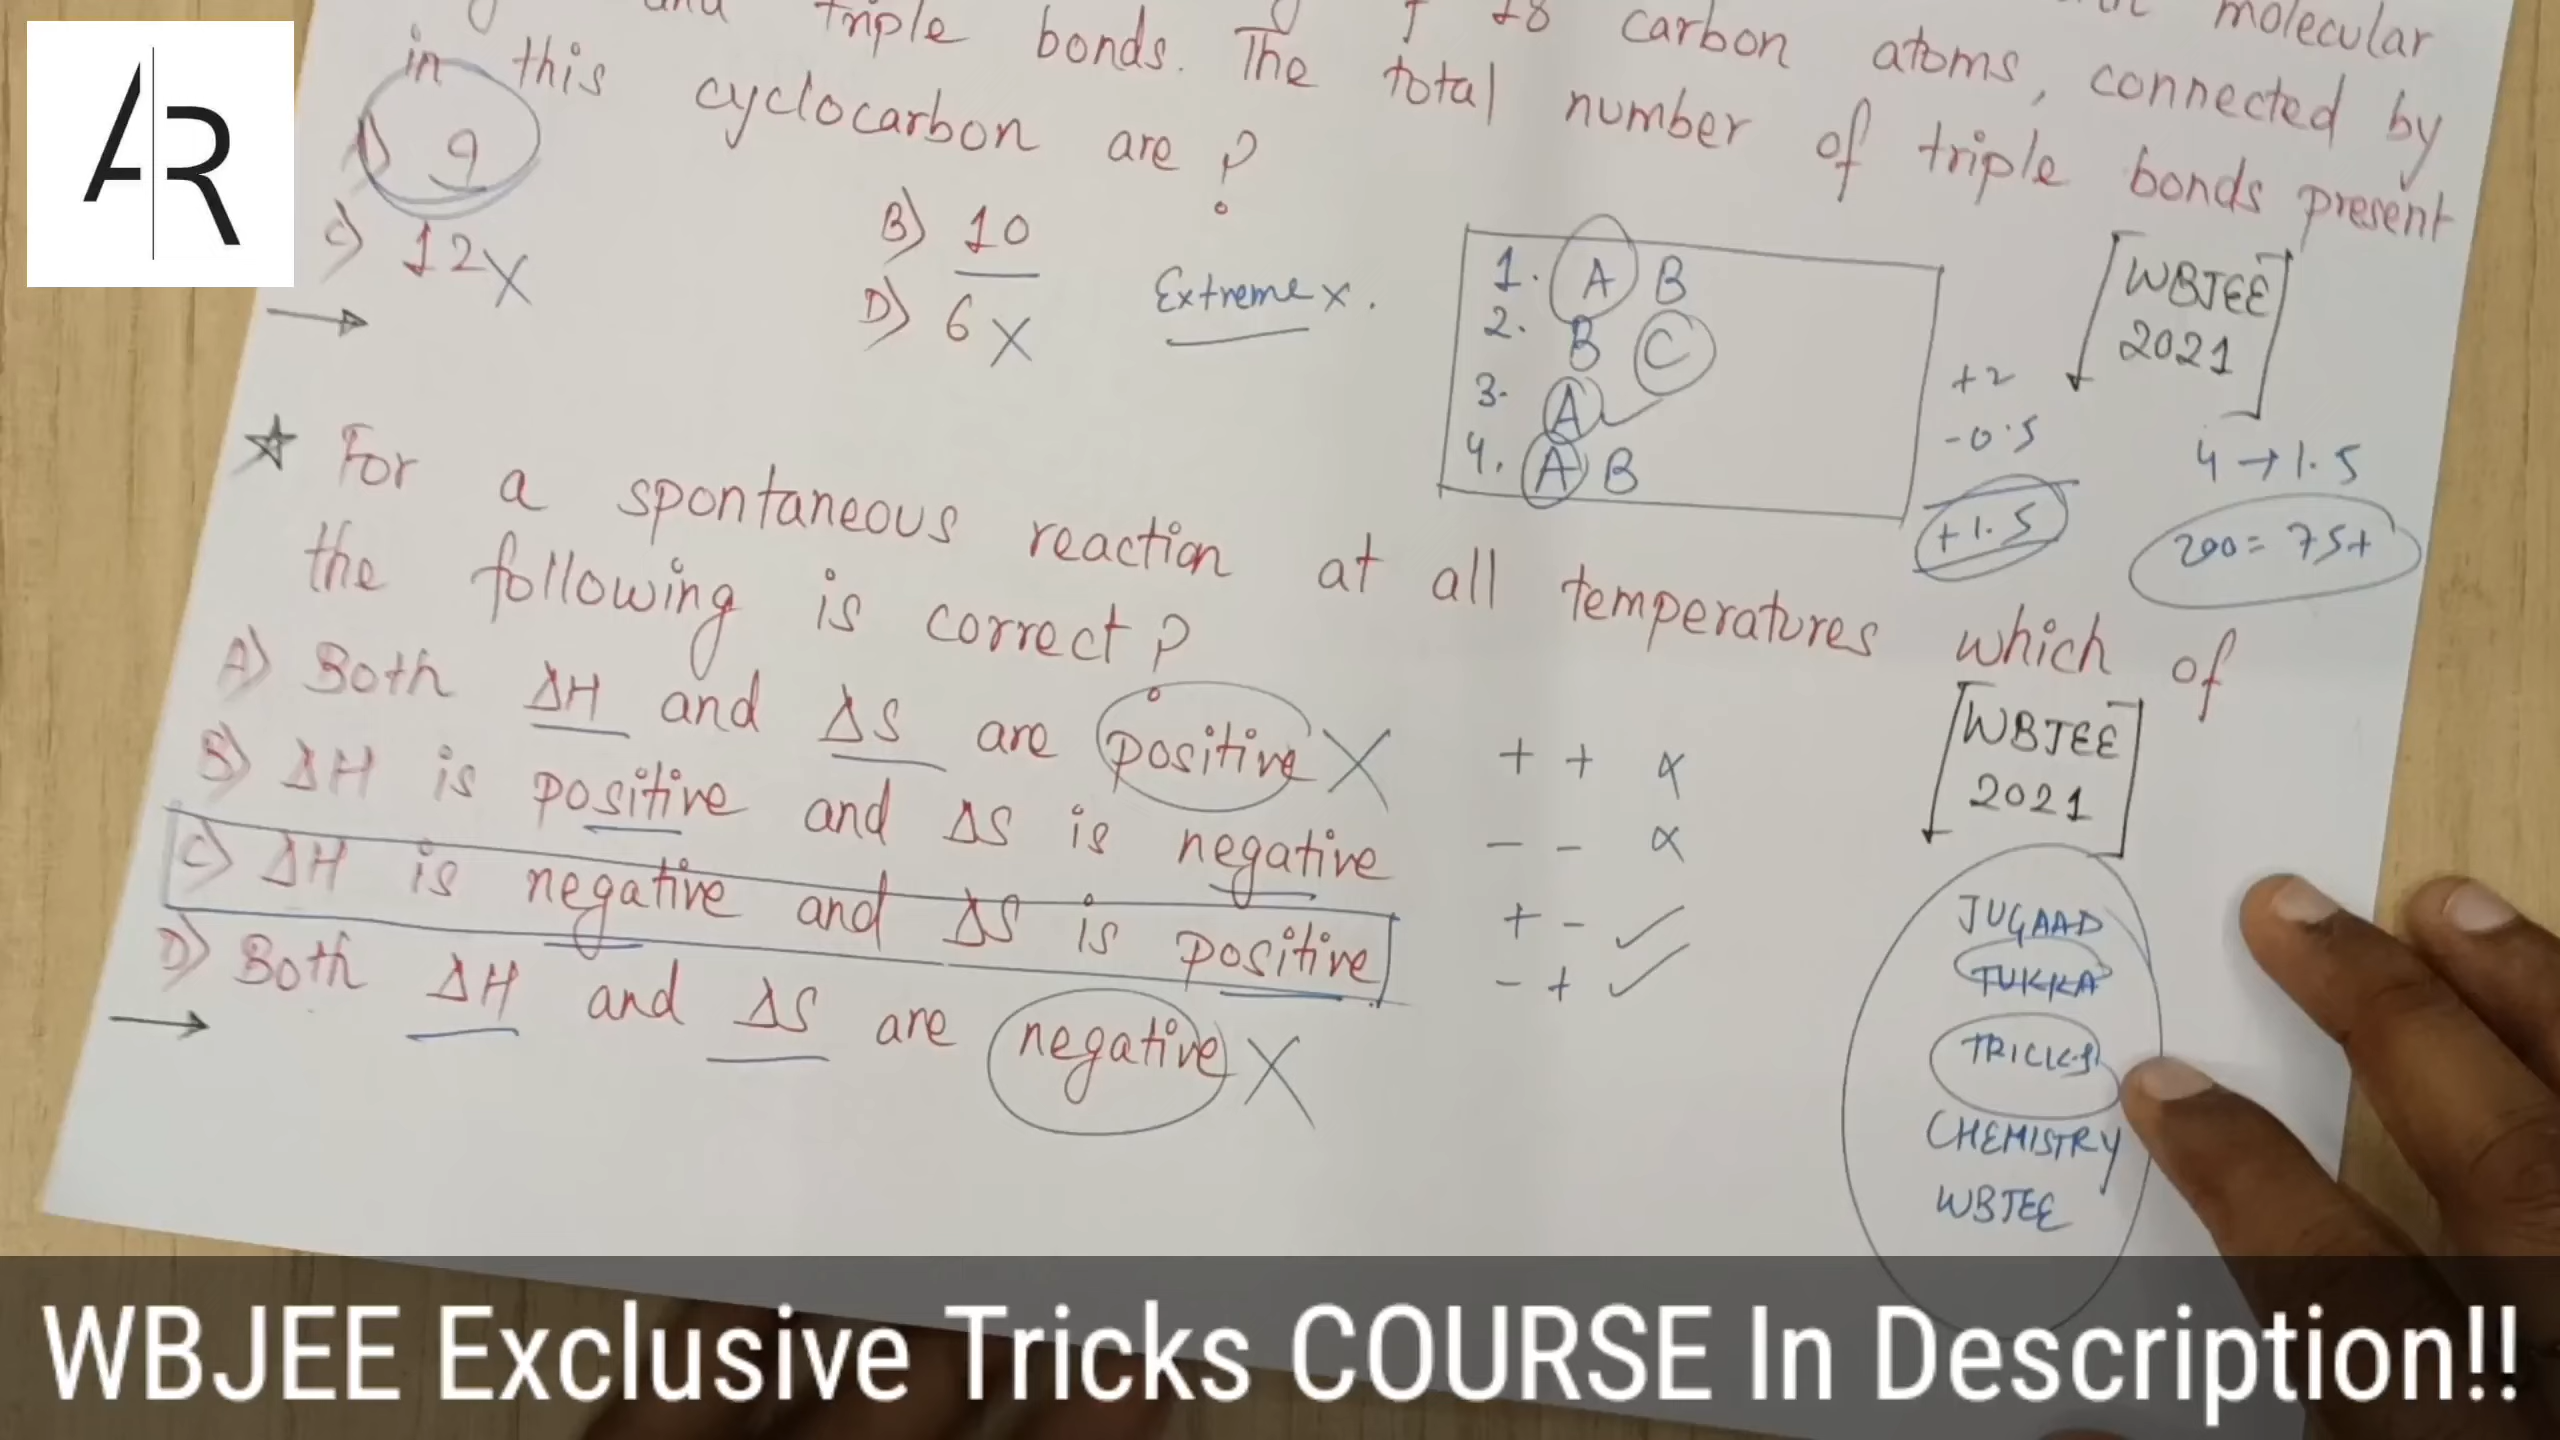 AR
and triple bonds. The
18 carbon atoms, connected by
molecular
in this cyclocarbon are ?
total number of triple bonds present
A) 9
B) 10
C) 12 X
D) 6 X
Extreme X.
1. A B
2. B C
3. A
4. A B
[WBJEE
2021]
+2
-0.5
+1.5
4 → 1.5
200 = 75+
☆ For a spontaneous reaction at all temperatures which of
the following is correct ?
A) Both ΔH and ΔS are positive X
B) ΔH is positive and ΔS is negative
C) ΔH is negative and ΔS is positive
D) Both ΔH and ΔS are negative X
+ + X
- - X
+ - ✓
- + ✓
[WBJEE
2021]
JUGAAD
TUKKA
TRICKS
CHEMISTRY
WBJEE
WBJEE Exclusive Tricks COURSE In Description!!